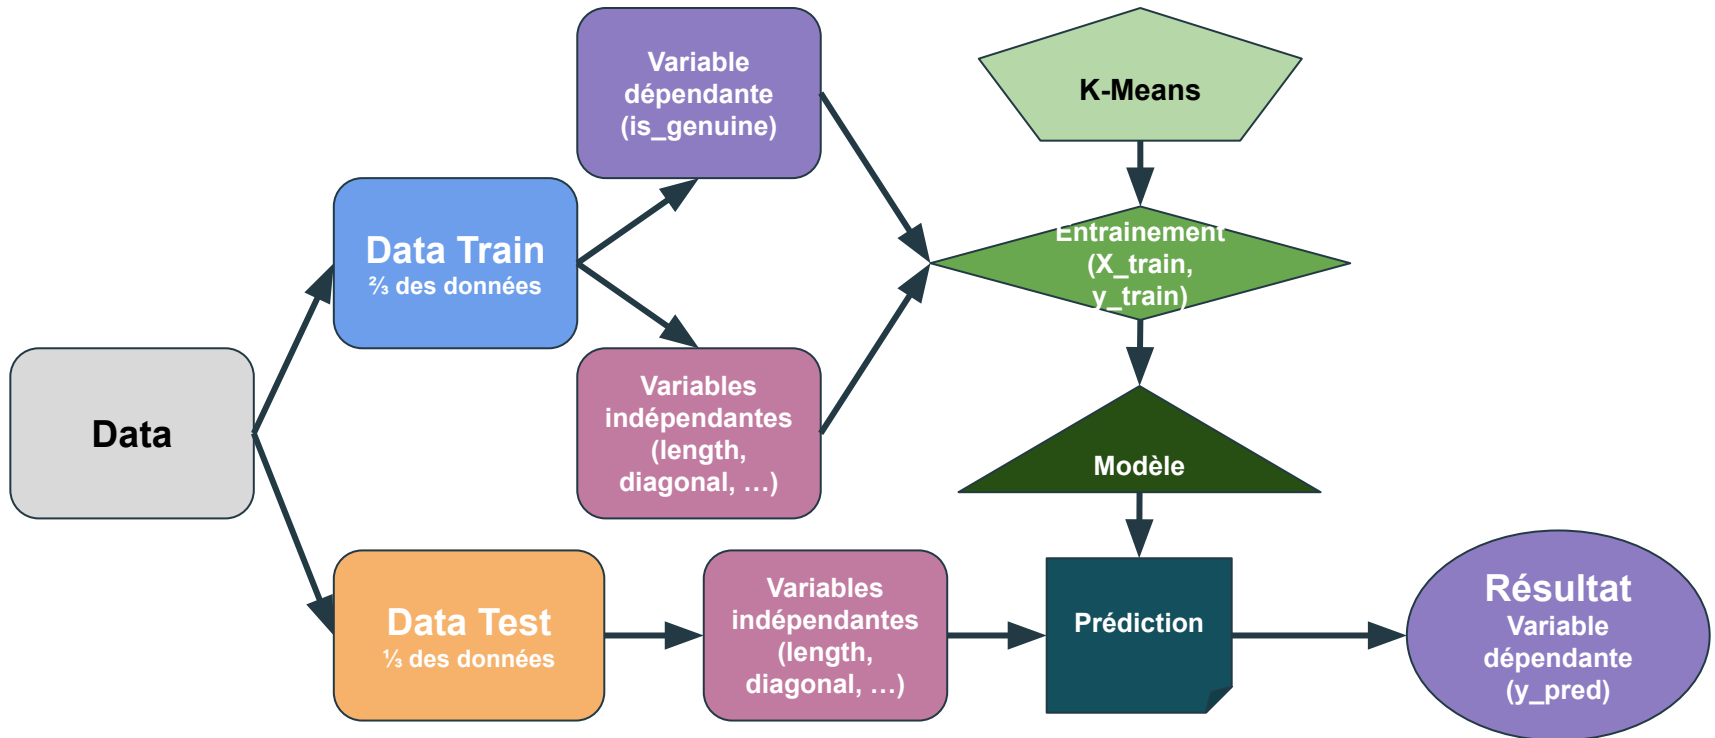 Variable
dépendante
(is_genuine)
K-Means
Data Train
⅔ des données
Entrainement
(X_train,
y_train)
Data
Variables
indépendantes
(length,
diagonal, …)
Modèle
Data Test
⅓ des données
Variables
indépendantes
(length,
diagonal, …)
Prédiction
Résultat
Variable
dépendante
(y_pred)